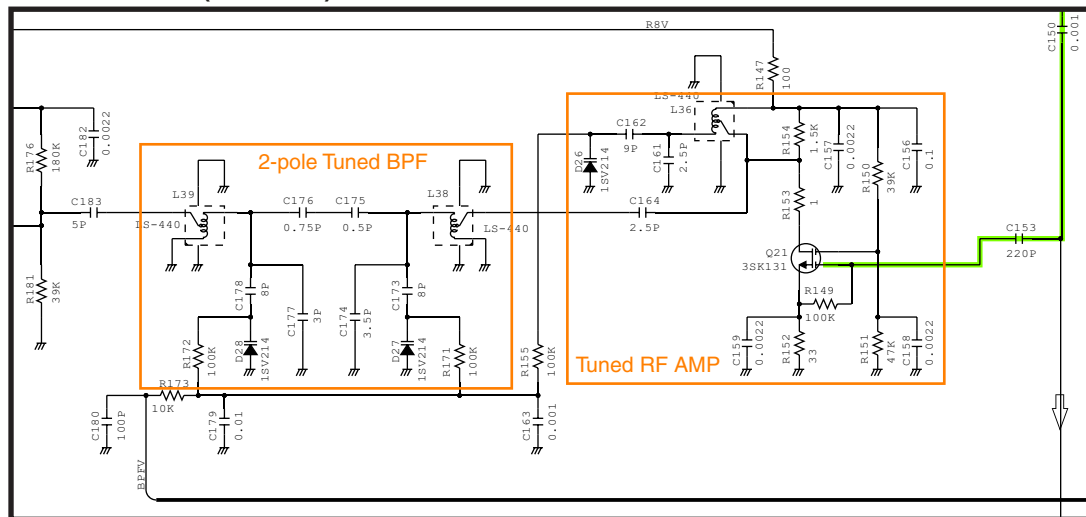 R8V
C150
0.001
R147
100
LS-440
L36
C182
0.0022
R176
180K
2-pole Tuned BPF
C162
9P
D26
1SV214
C161
2.5P
R154
1.5K
C157
0.0022
R150
39K
C156
0.1
L39
C176
C175
L38
C183
5P
LS-440
0.75P
0.5P
LS-440
C164
2.5P
R153
1
C153
220P
Q21
3SK131
R181
39K
C178
8P
C177
3P
C174
3.5P
C173
8P
R149
100K
R172
100K
D28
1SV214
D27
1SV214
R171
100K
R155
100K
C159
0.0022
R152
33
R151
47K
C158
0.0022
Tuned RF AMP
R173
10K
C180
100P
C179
0.01
C163
0.001
BPFV